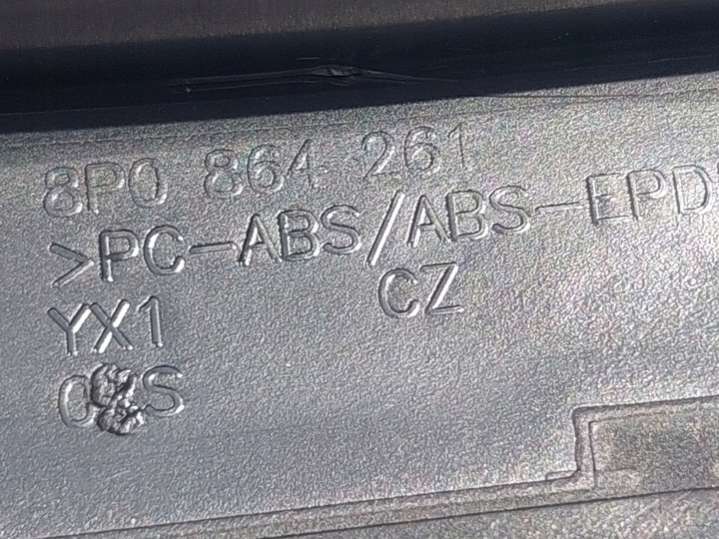 8P0 864 261
>PC-ABS/ABS-EPD
YX1 CZ